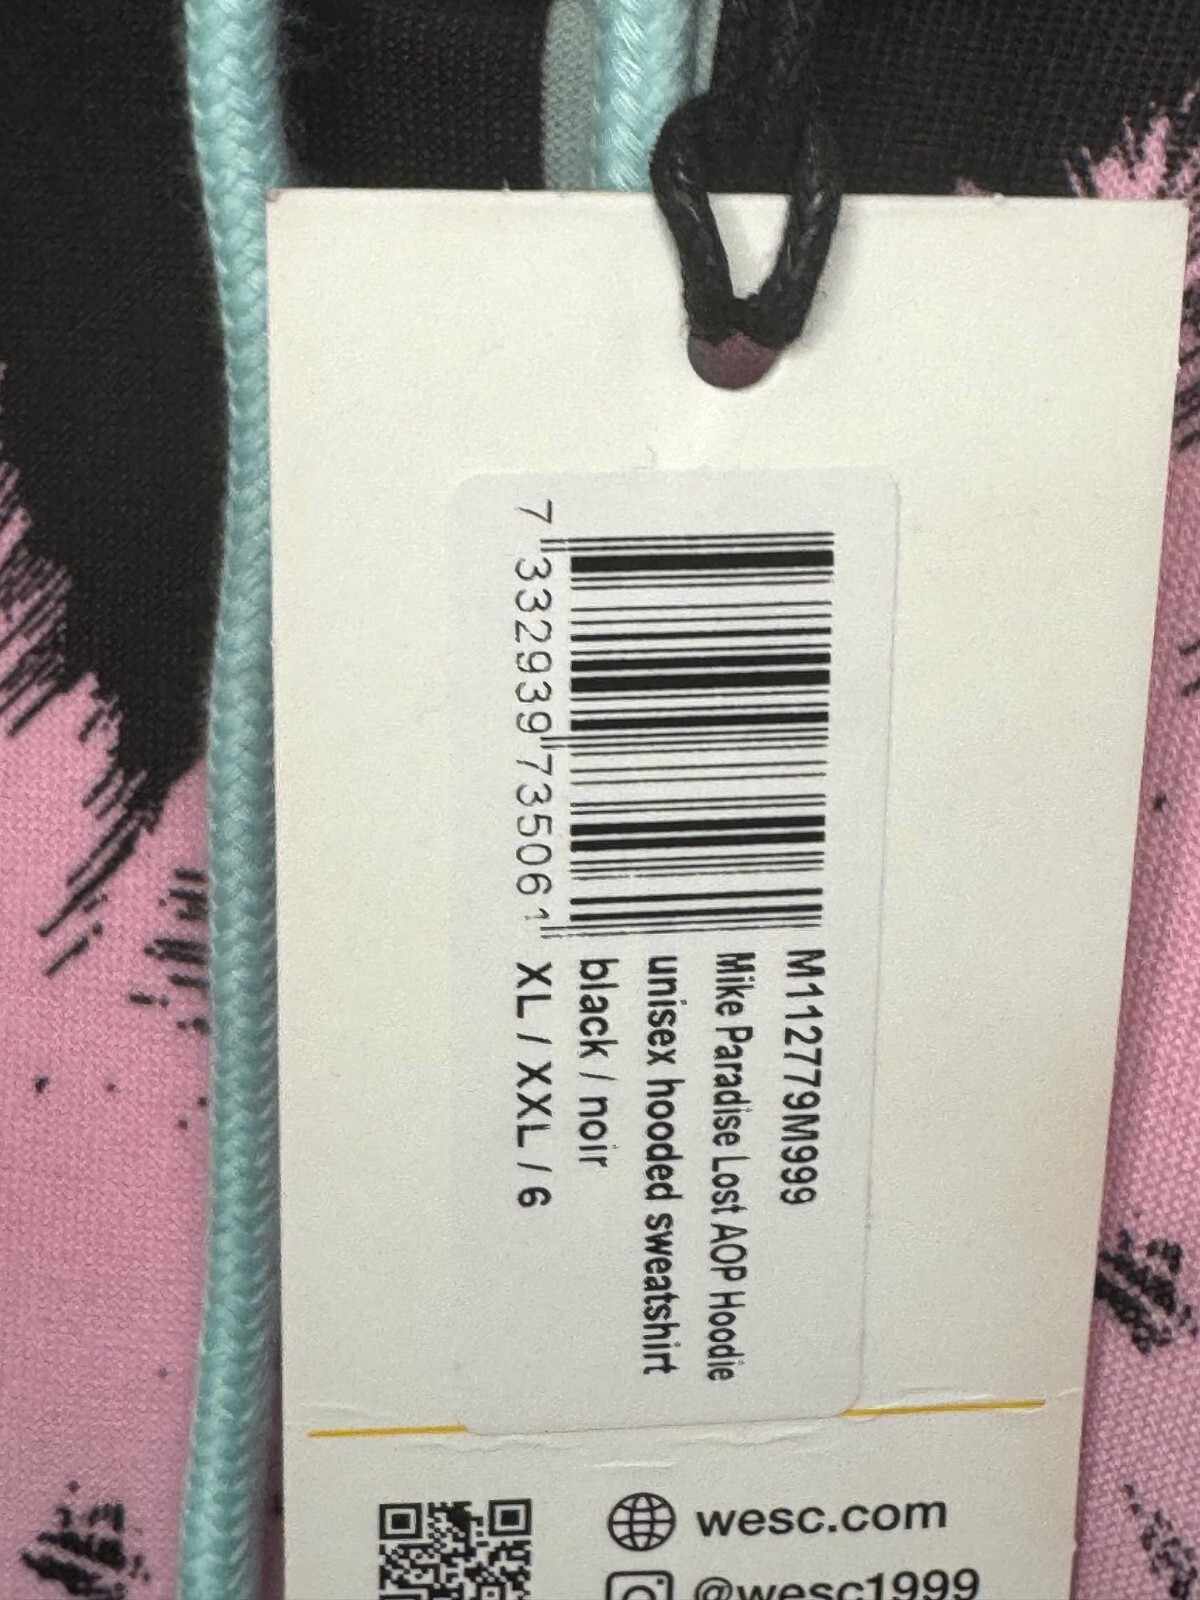 M112779M999
Mike Paradise Lost AOP Hoodie
unisex hooded sweatshirt
black / noir
XL / XXL / 6
7 332939 735061
wesc.com
@wesc1999